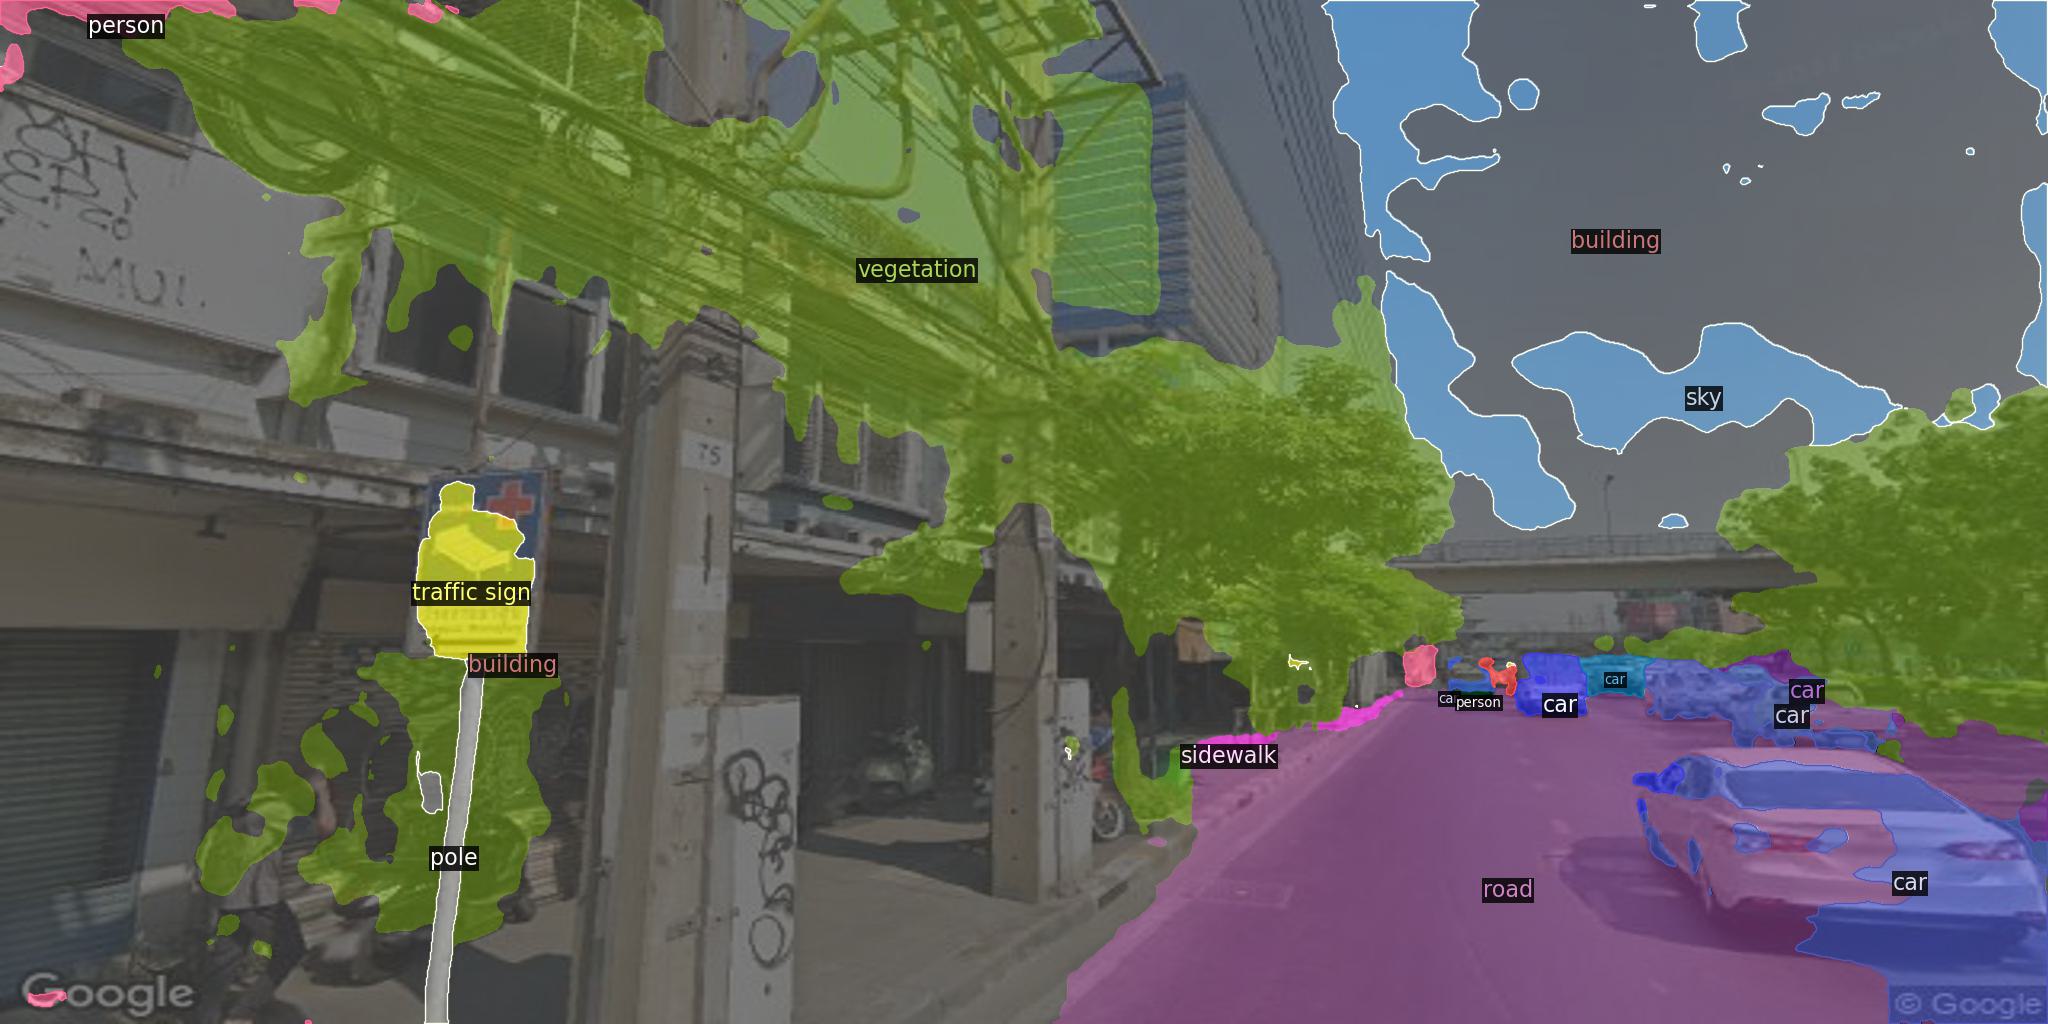 person
vegetation
building
sky
75
traffic sign
building
car
car
person
car
car
car
sidewalk
pole
road
car
Google
© Google